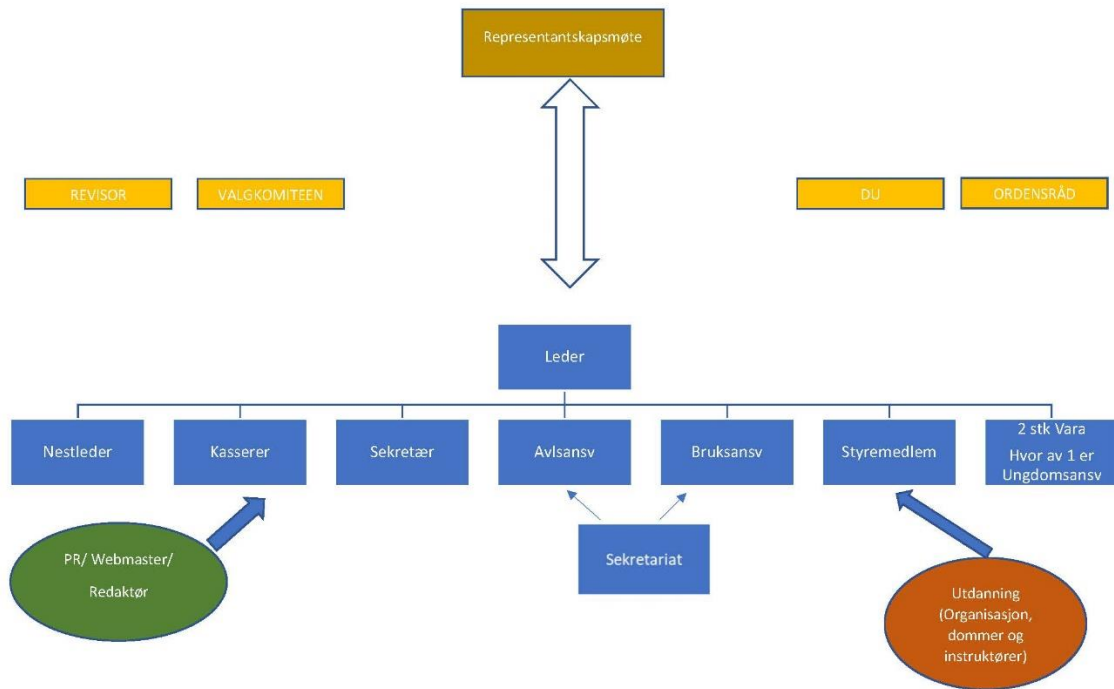 Representantskapsmøte
REVISOR
VALGKOMITEEN
DU
ORDENSRÅD
Leder
Nestleder
Kasserer
Sekretær
Avlsansv
Bruksansv
Styremedlem
2 stk Vara
Hvor av 1 er
Ungdomsansv
PR/ Webmaster/
Redaktør
Sekretariat
Utdanning
(Organisasjon,
dommer og
instruktører)